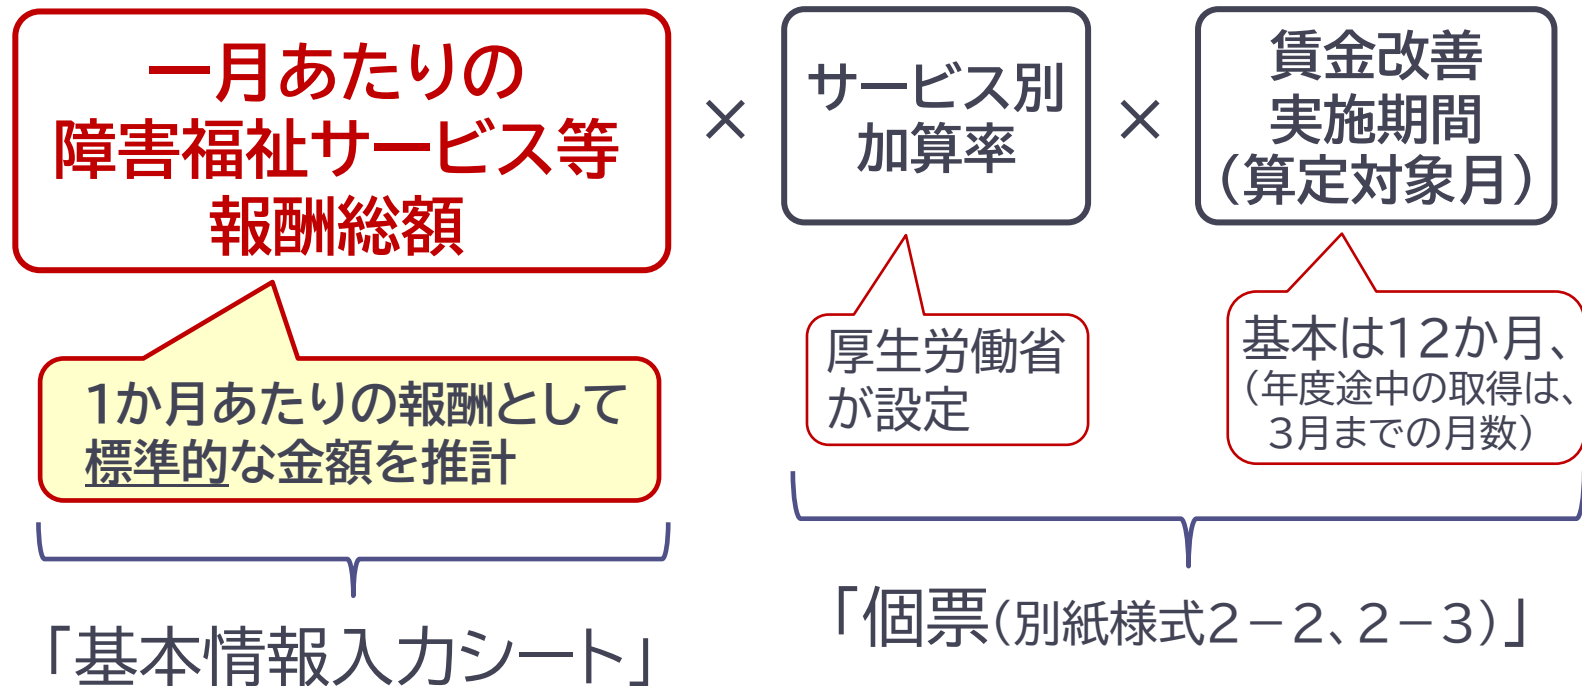 一月あたりの
障害福祉サービス等
報酬総額
×
サービス別
加算率
×
賃金改善
実施期間
(算定対象月)
1か月あたりの報酬として
標準的な金額を推計
厚生労働省
が設定
基本は12か月、
(年度途中の取得は、
3月までの月数)
「基本情報入力シート」
「個票(別紙様式2－2、2－3)」